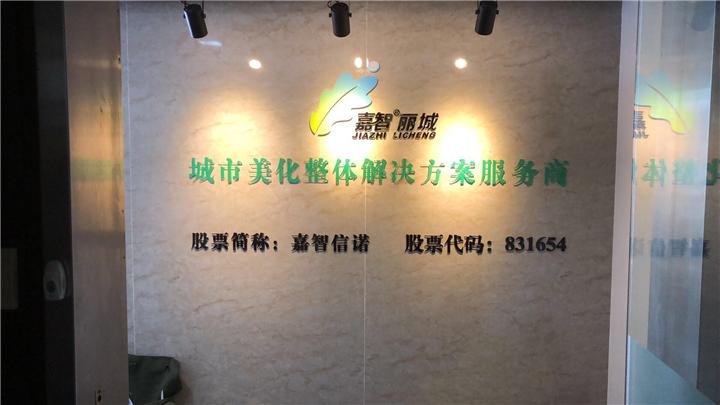 嘉智®丽城
JIAZHI LICHENG
城市美化整体解决方案服务商
股票简称：嘉智信诺 股票代码：831654